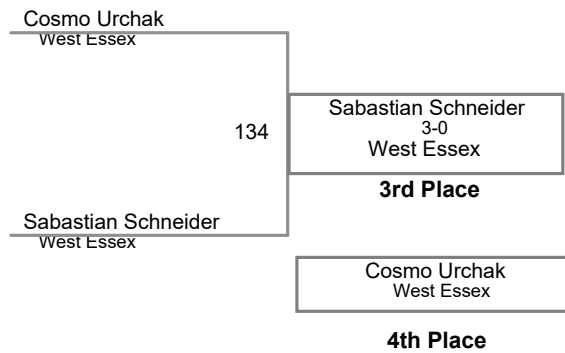 Cosmo Urchak
West Essex
134
Sabastian Schneider
3-0
West Essex
3rd Place
Sabastian Schneider
West Essex
Cosmo Urchak
West Essex
4th Place